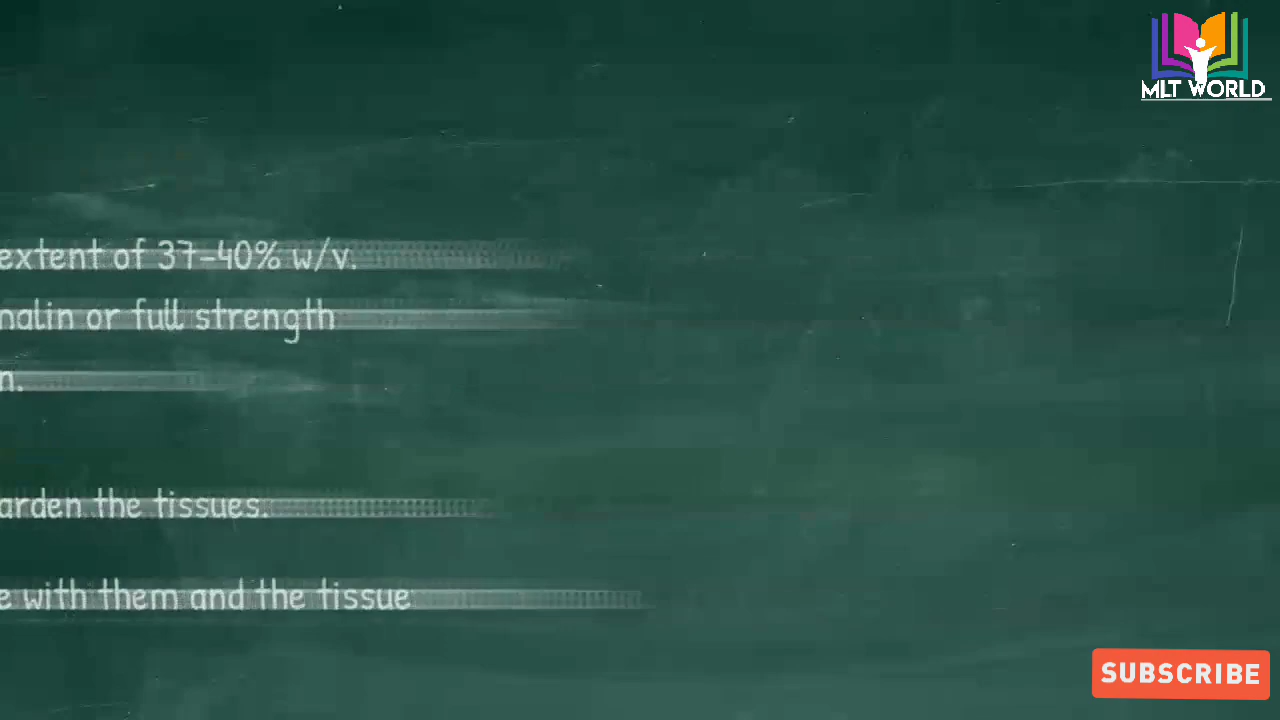 MLT WORLD
extent of 37-40% w/v.
nalin or full strength
n.
arden the tissues.
e with them and the tissue
SUBSCRIBE